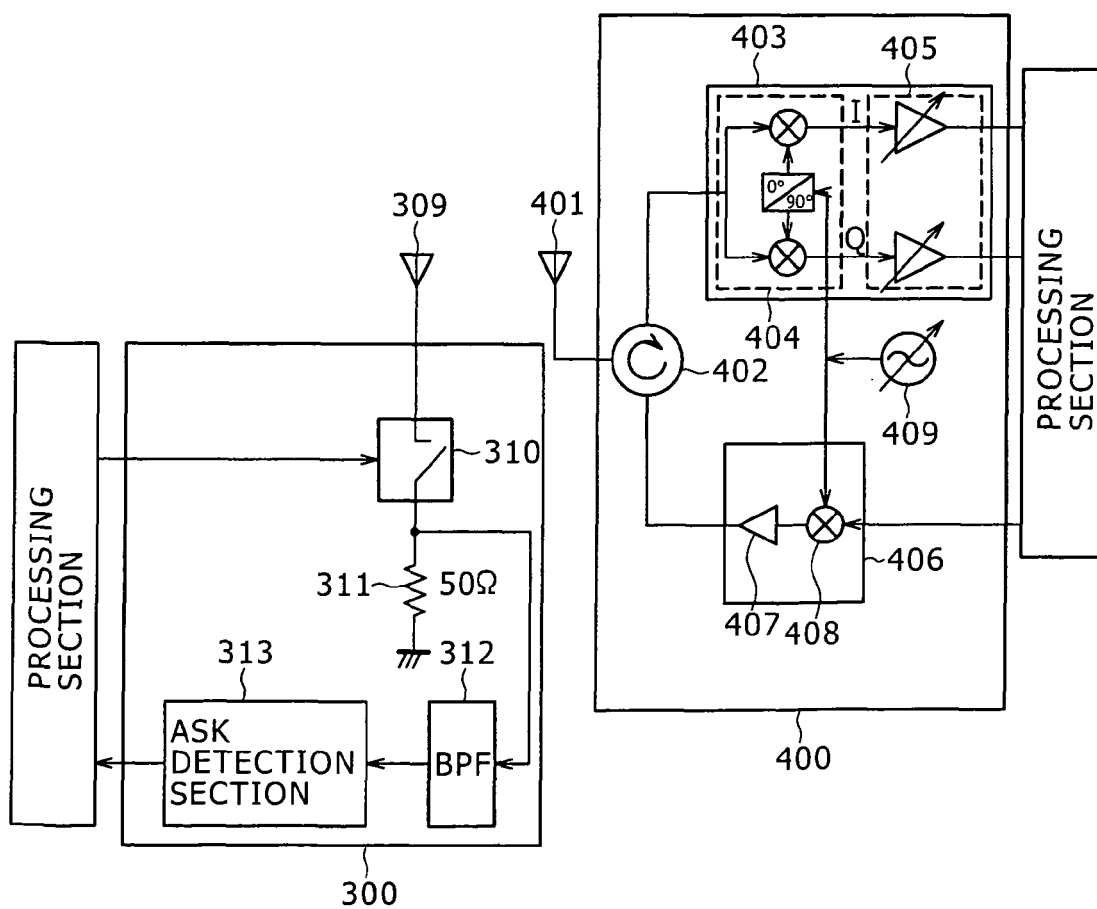 403
405
I
0°
90°
Q
404
309
401
402
409
PROCESSING
SECTION
310
311
50Ω
406
407
408
313
312
ASK
DETECTION
SECTION
BPF
PROCESSING
SECTION
300
400